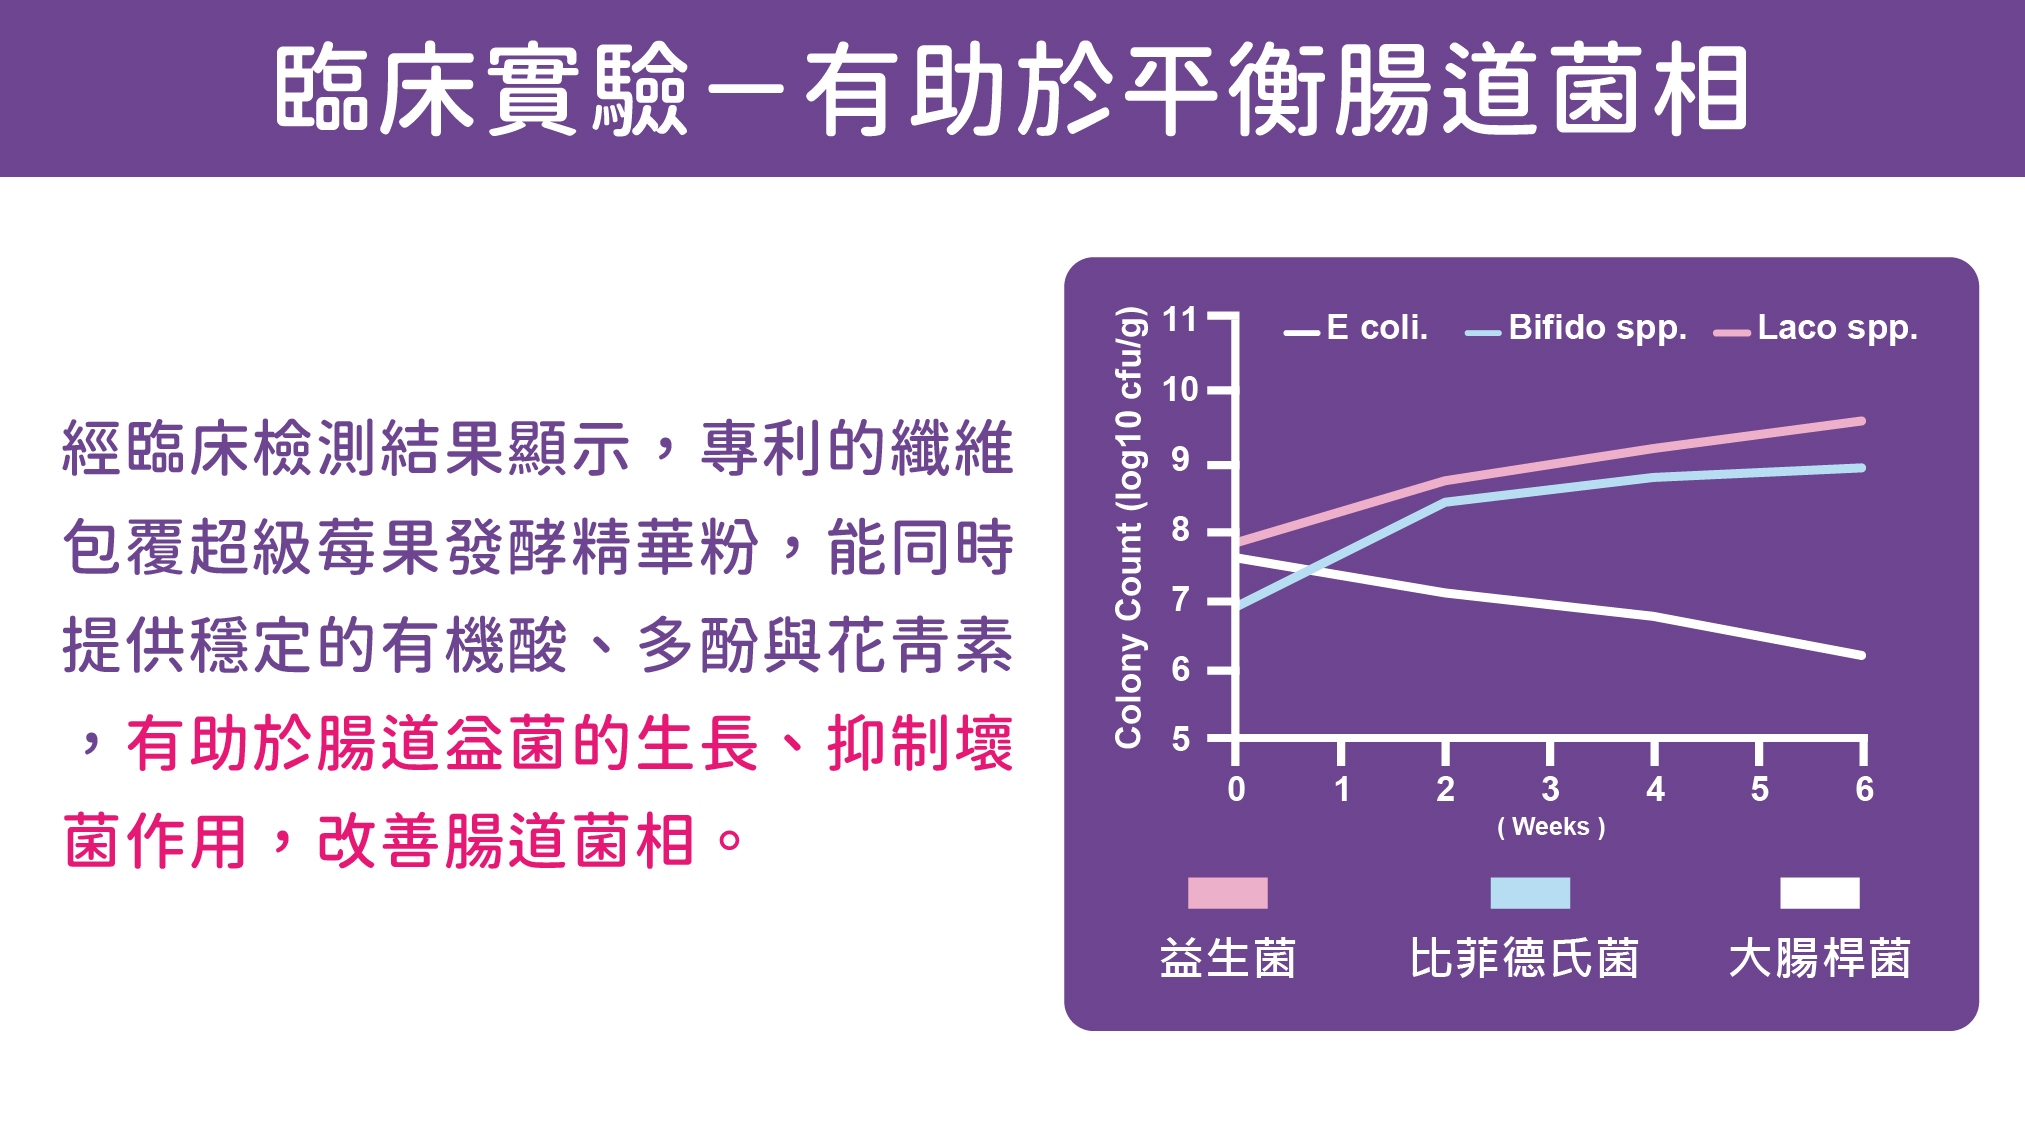 臨床實驗－有助於平衡腸道菌相
經臨床檢測結果顯示，專利的纖維
包覆超級莓果發酵精華粉，能同時
提供穩定的有機酸、多酚與花青素
，有助於腸道益菌的生長、抑制壞
菌作用，改善腸道菌相。
Colony Count (log10 cfu/g)
E coli. Bifido spp. Laco spp.
11
10
9
8
7
6
5
0 1 2 3 4 5 6
( Weeks )
益生菌 比菲德氏菌 大腸桿菌